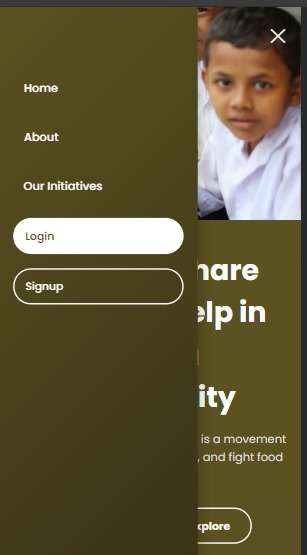 Home
About
Our Initiatives
Login
Signup
hare
elp in
ity
is a movement
, and fight food
xplore